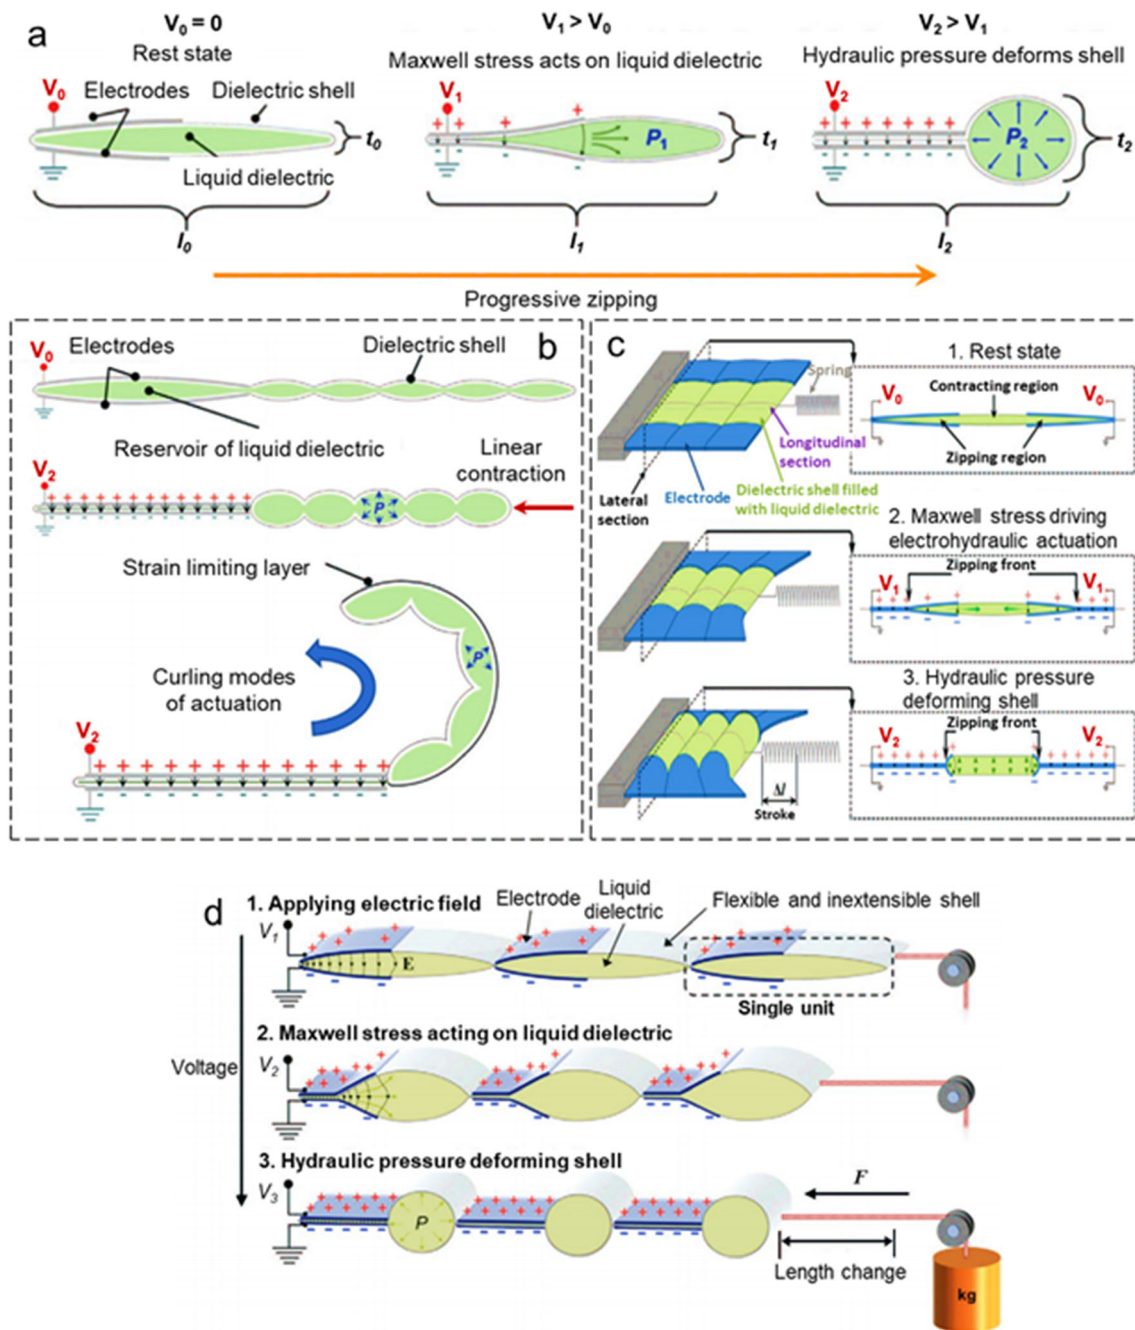 a
V0 = 0
Rest state
V1 > V0
Maxwell stress acts on liquid dielectric
V2 > V1
Hydraulic pressure deforms shell
V0
Electrodes
Dielectric shell
Liquid dielectric
t0
l0
V1
+ + + +
- - -
P1
t1
l1
V2
+ + + + + + +
- - - - - - -
P2
t2
l2
Progressive zipping
b
V0
Electrodes
Dielectric shell
Reservoir of liquid dielectric
V2
P
Linear
contraction
Strain limiting layer
P
Curling modes
of actuation
V2
c
Spring
Longitudinal
section
Lateral
section
Electrode
Dielectric shell filled
with liquid dielectric
1. Rest state
V0
Contracting region
V0
Zipping region
2. Maxwell stress driving
electrohydraulic actuation
Zipping front
V1
V1
3. Hydraulic pressure
deforming shell
Zipping front
V2
V2
Δl
Stroke
d
1. Applying electric field
Electrode
Liquid
dielectric
Flexible and inextensible shell
V1
E
Single unit
2. Maxwell stress acting on liquid dielectric
Voltage
V2
3. Hydraulic pressure deforming shell
V3
P
F
Length change
kg